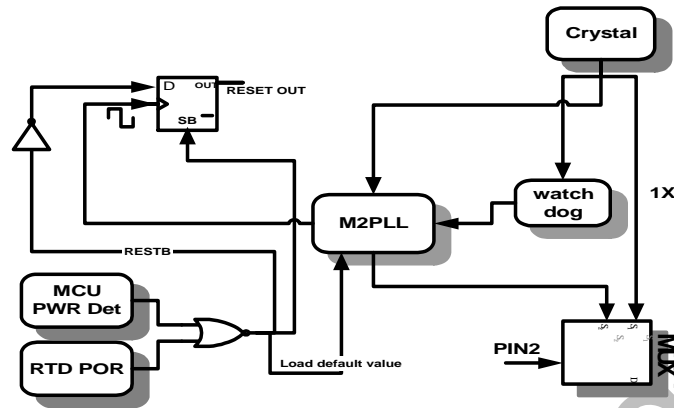 Crystal
D
OUT
RESET OUT
SB
1X
watch
dog
M2PLL
RESTB
MCU
PWR Det
RTD POR
Load default value
PIN2
MUX
D